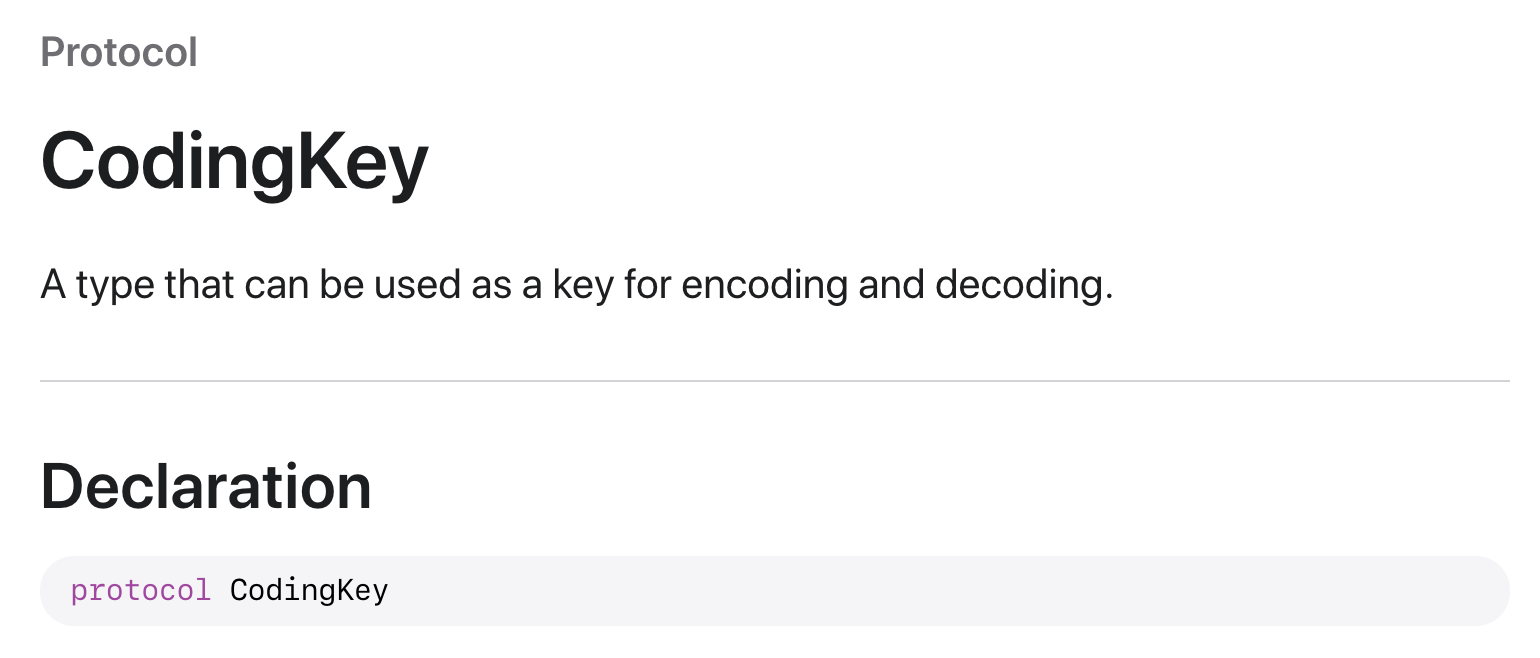 Protocol
CodingKey
A type that can be used as a key for encoding and decoding.
Declaration
protocol CodingKey